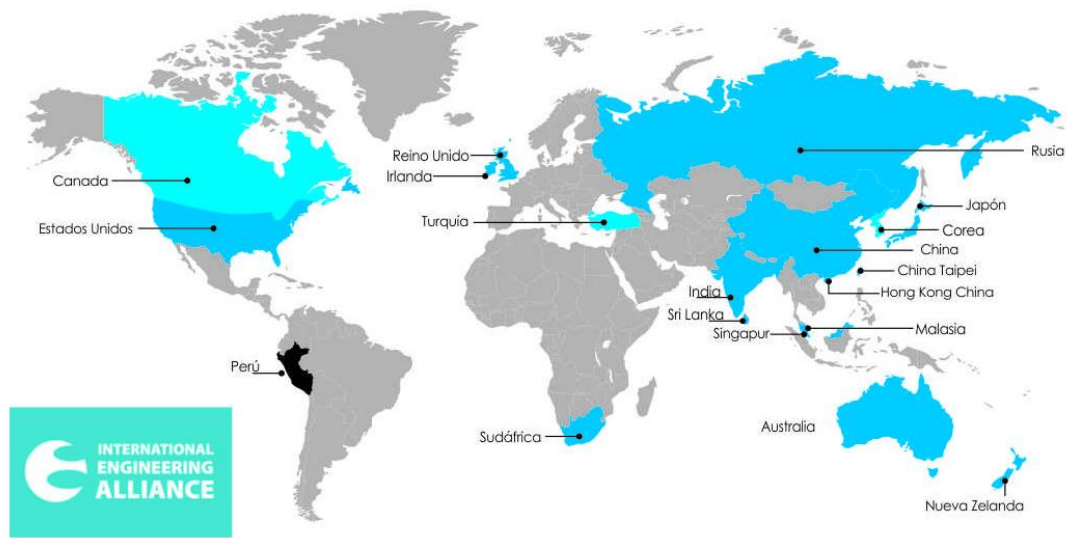 Canada
Estados Unidos
Perú
Reino Unido
Irlanda
Turquía
Sudáfrica
Rusia
Japón
Corea
China
China Taipei
Hong Kong China
India
Sri Lanka
Singapur
Malasia
Australia
Nueva Zelanda
INTERNATIONAL
ENGINEERING
ALLIANCE